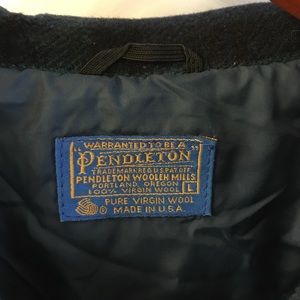 "WARRANTED TO BE A
"PENDLETON"
TRADEMARK REG U.S. PAT. OFF.
PENDLETON WOOLEN MILLS
PORTLAND, OREGON
100% VIRGIN WOOL
L
PURE VIRGIN WOOL
MADE IN U.S.A.